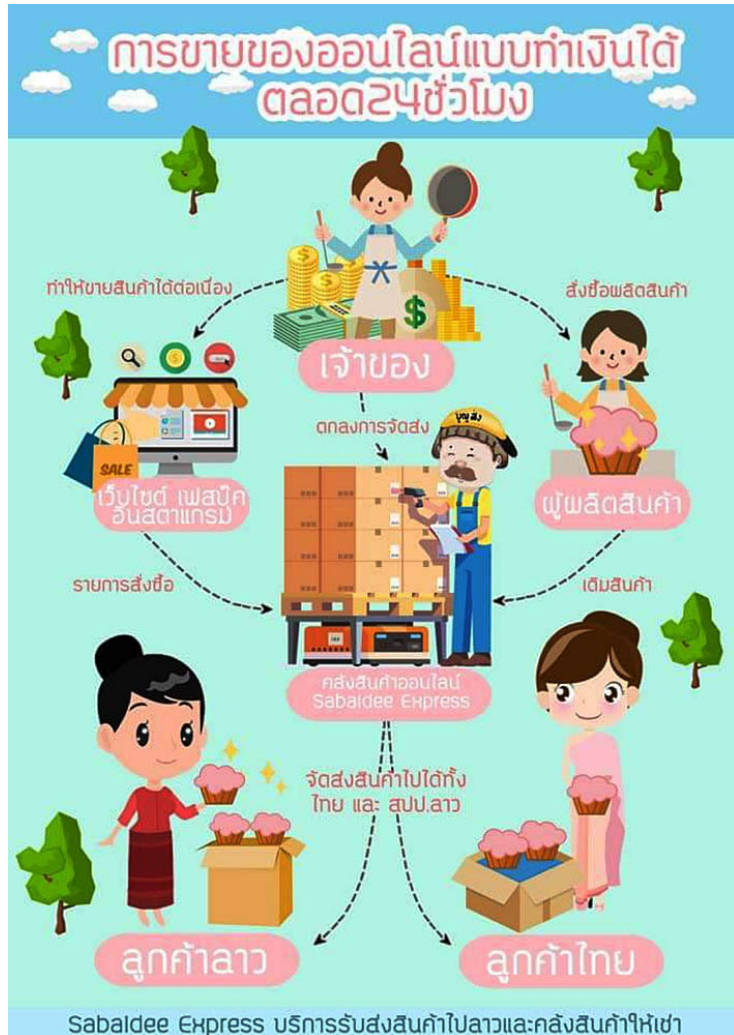 การขายของออนไลน์แบบทำเงินได้
ตลอด24ชั่วโมง
ทำให้ขายสินค้าได้ต่อเนื่อง
สั่งซื้อผลิตสินค้า
$
เจ้าของ
ตกลงการจัดส่ง
บุญส่ง
SALE
เว็บไซต์ เฟสบุ๊ค
อินสตาแกรม
ผู้ผลิตสินค้า
รายการสั่งซื้อ
เติมสินค้า
คลังสินค้าออนไลน์
Sabaidee Express
จัดส่งสินค้าไปได้ทั้ง
ไทย และ สปป.ลาว
ลูกค้าลาว
ลูกค้าไทย
Sabaidee Express บริการรับส่งสินค้าไปลาวและคลังสินค้าให้เช่า